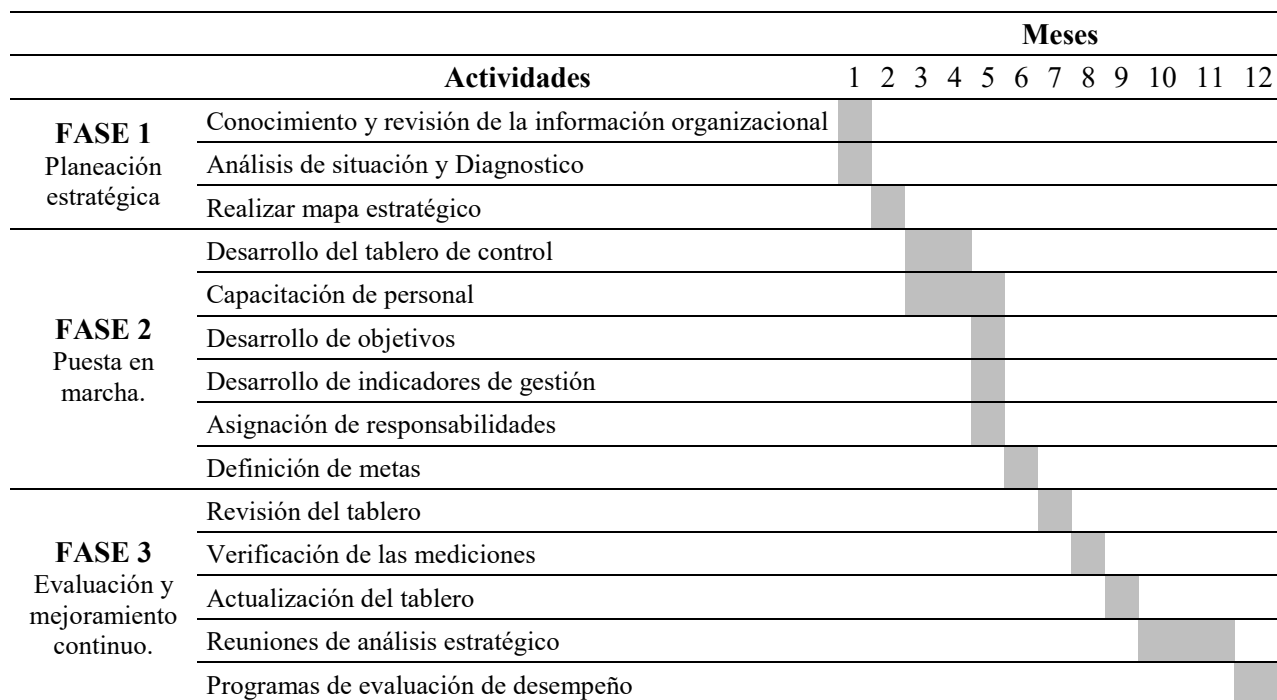 Meses
Actividades 1 2 3 4 5 6 7 8 9 10 11 12
FASE 1
Planeación
estratégica
Conocimiento y revisión de la información organizacional
Análisis de situación y Diagnostico
Realizar mapa estratégico
FASE 2
Puesta en
marcha.
Desarrollo del tablero de control
Capacitación de personal
Desarrollo de objetivos
Desarrollo de indicadores de gestión
Asignación de responsabilidades
Definición de metas
FASE 3
Evaluación y
mejoramiento
continuo.
Revisión del tablero
Verificación de las mediciones
Actualización del tablero
Reuniones de análisis estratégico
Programas de evaluación de desempeño